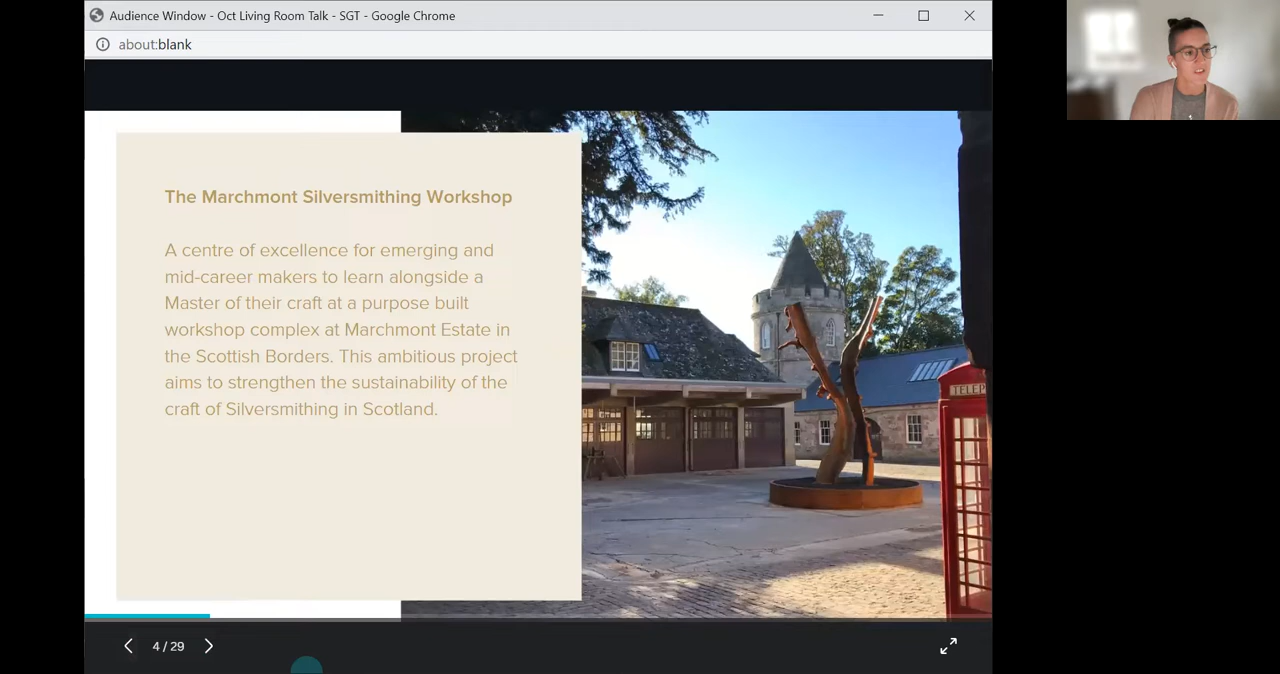 Audience Window - Oct Living Room Talk - SGT - Google Chrome
about:blank
The Marchmont Silversmithing Workshop
A centre of excellence for emerging and
mid-career makers to learn alongside a
Master of their craft at a purpose built
workshop complex at Marchmont Estate in
the Scottish Borders. This ambitious project
aims to strengthen the sustainability of the
craft of Silversmithing in Scotland.
TELEP
4 / 29